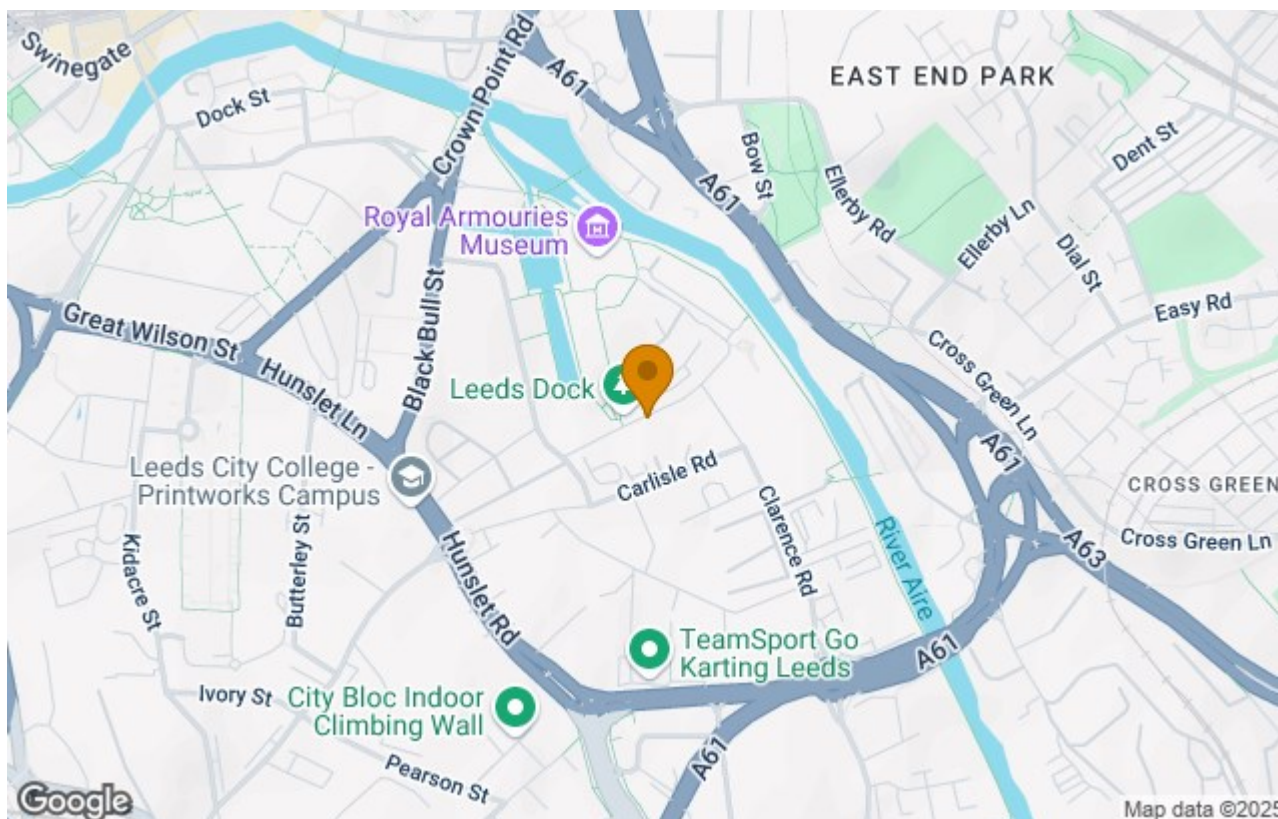 Swinegate
Dock St
Crown Point Rd
A61
EAST END PARK
Bow St
Dent St
A61
Ellerby Rd
Ellerby Ln
Royal Armouries
Museum
Dial St
Easy Rd
Great Wilson St
Black Bull St
Hunslet Ln
Cross Green Ln
Leeds Dock
A61
Leeds City College -
Printworks Campus
Carlisle Rd
CROSS GREEN
Clarence Rd
River Aire
A63
Cross Green Ln
Kidacre St
Butterley St
Hunslet Rd
TeamSport Go
Karting Leeds
A61
Ivory St
City Bloc Indoor
Climbing Wall
A61
Pearson St
Google
Map data ©2025